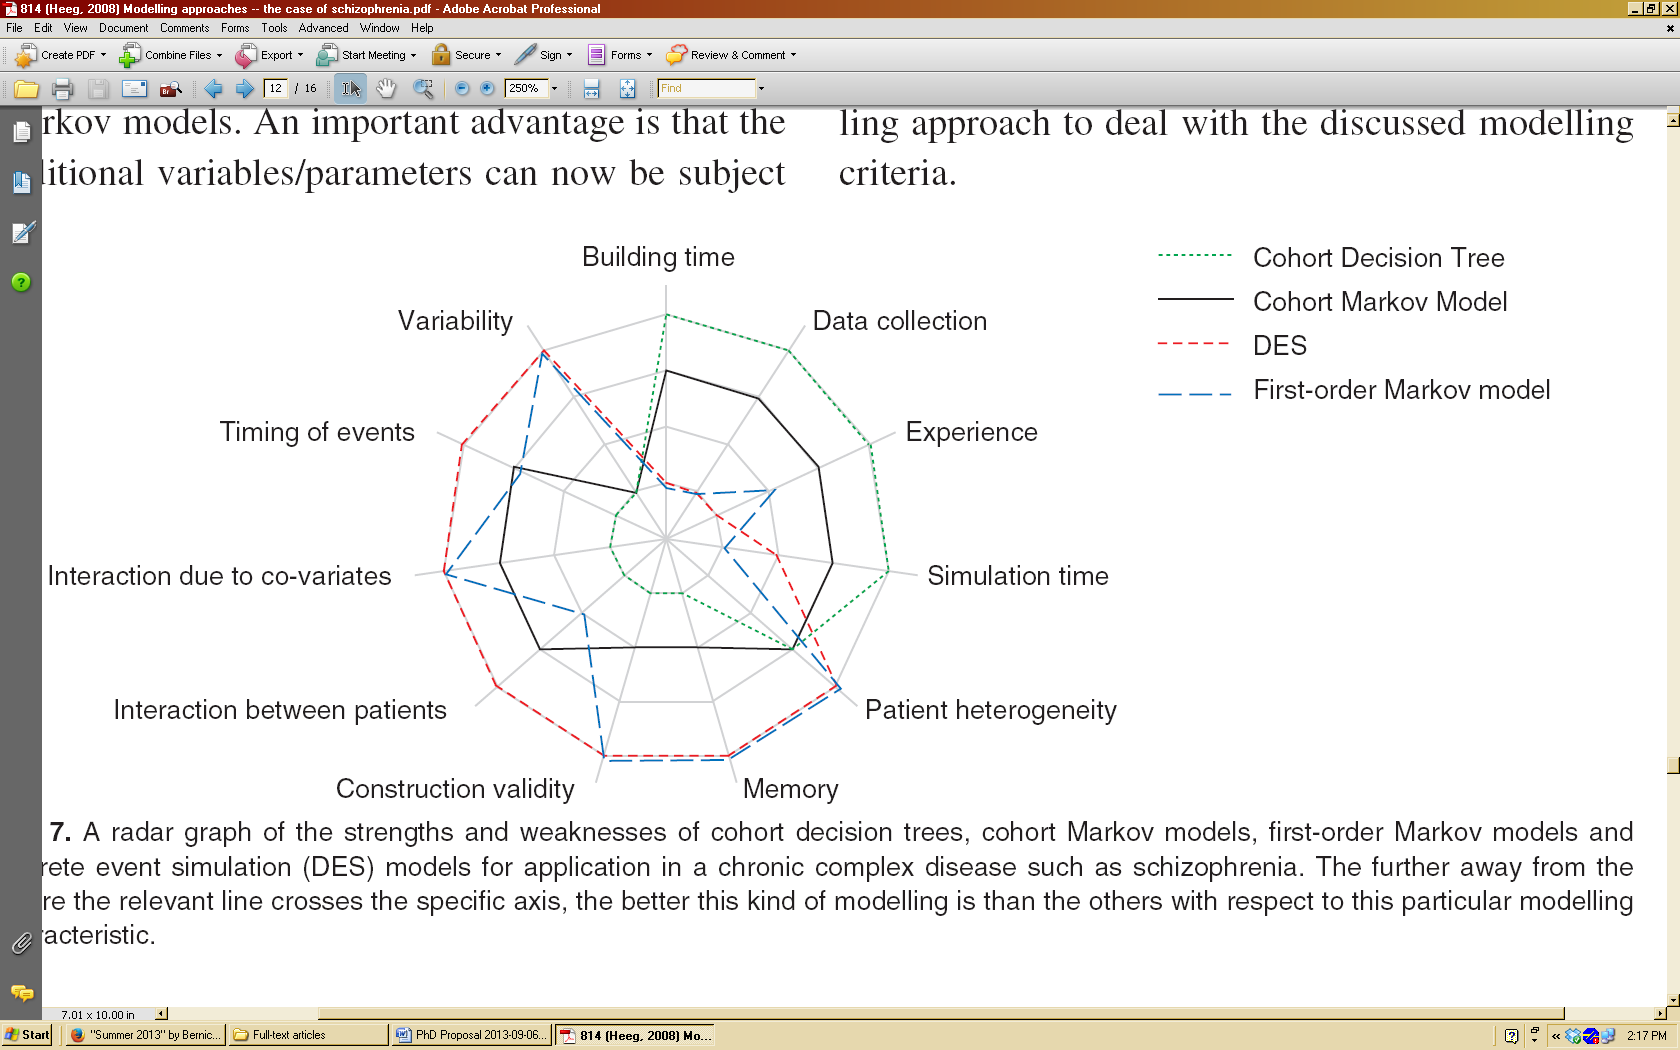 814 (Heeg, 2008) Modelling approaches -- the case of schizophrenia.pdf - Adobe Acrobat Professional
File Edit View Document Comments Forms Tools Advanced Window Help
Create PDF Combine Files Export Start Meeting Secure Sign Forms Review & Comment
12 / 16 250% Find
rkov models. An important advantage is that the
litional variables/parameters can now be subject
ling approach to deal with the discussed modelling
criteria.
Building time
Variability
Data collection
Timing of events
Experience
Interaction due to co-variates
Simulation time
Interaction between patients
Patient heterogeneity
Construction validity
Memory
Cohort Decision Tree
Cohort Markov Model
DES
First-order Markov model
7. A radar graph of the strengths and weaknesses of cohort decision trees, cohort Markov models, first-order Markov models and
rete event simulation (DES) models for application in a chronic complex disease such as schizophrenia. The further away from the
re the relevant line crosses the specific axis, the better this kind of modelling is than the others with respect to this particular modelling
racteristic.
7.01 x 10.00 in
Start "Summer 2013" by Bernic... Full-text articles PhD Proposal 2013-09-06... 814 (Heeg, 2008) Mo... 2:17 PM